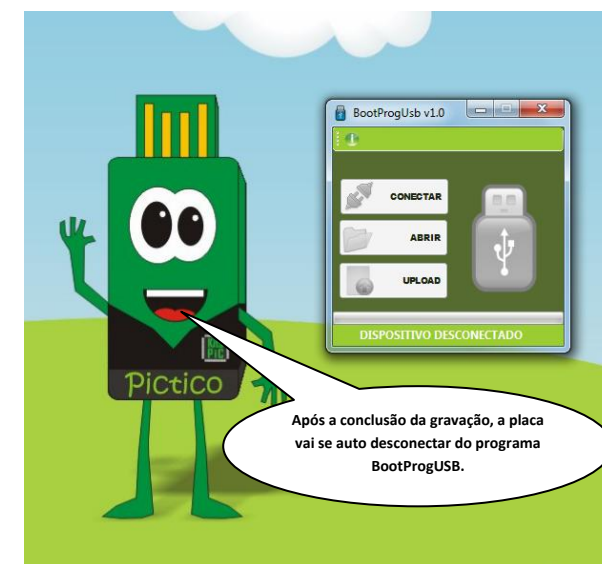 BootProgUsb v1.0
CONECTAR
ABRIR
UPLOAD
DISPOSITIVO DESCONECTADO
Pictico
Após a conclusão da gravação, a placa
vai se auto desconectar do programa
BootProgUSB.